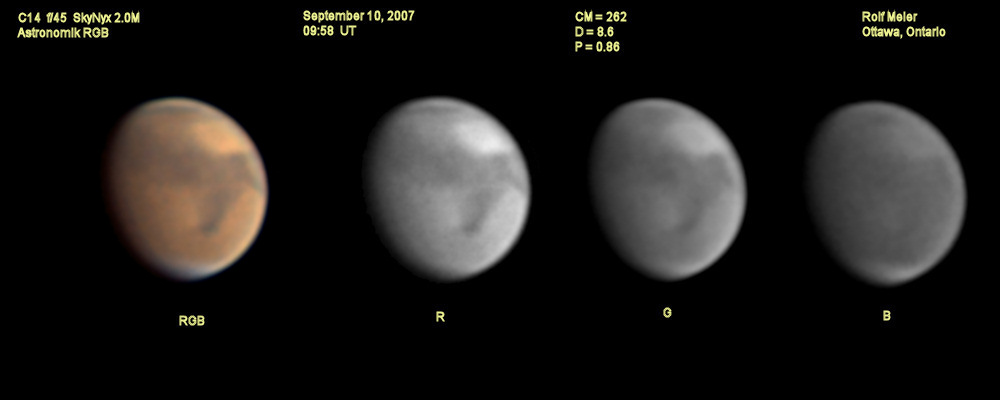 C14 f/45 SkyNyx 2.0M
Astronomik RGB
September 10, 2007
09:58 UT
CM = 262
D = 8.6
P = 0.86
Rolf Meier
Ottawa, Ontario
RGB
R
G
B